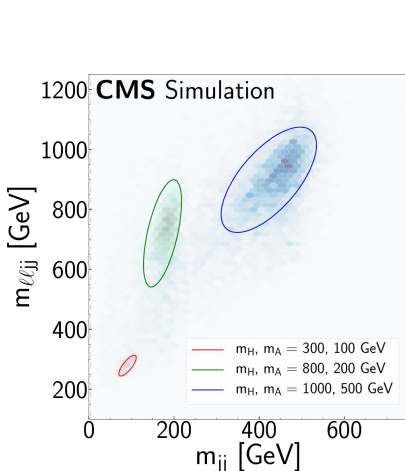 CMS Simulation
1200
1000
800
600
400
200
0
200
400
600
m_ℓℓjj [GeV]
m_jj [GeV]
m_H, m_A = 300, 100 GeV
m_H, m_A = 800, 200 GeV
m_H, m_A = 1000, 500 GeV